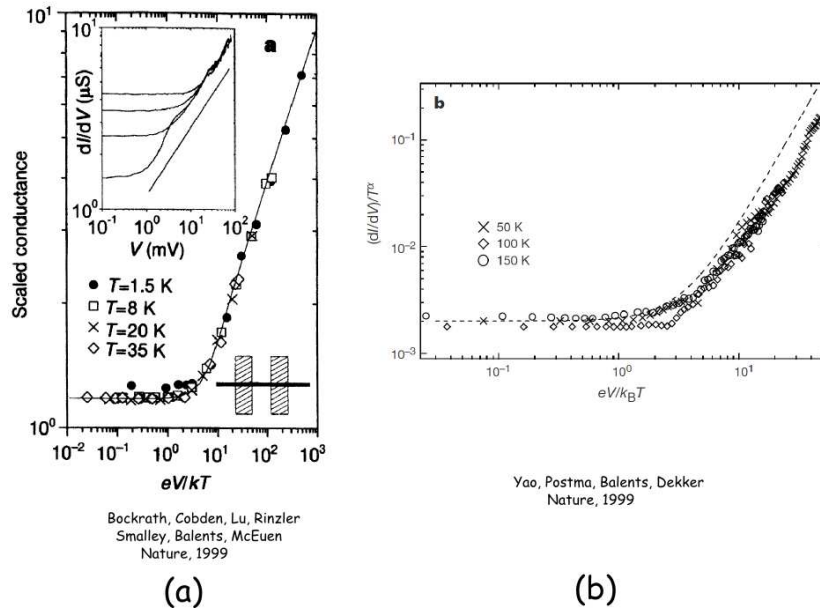 10¹
a
10¹
dI/dV (µS)
10⁰
10⁻¹ 10⁰ 10¹ 10²
V (mV)
Scaled conductance
● T=1.5 K
□ T=8 K
× T=20 K
◇ T=35 K
10⁰
10⁻² 10⁻¹ 10⁰ 10¹ 10² 10³
eV/kT
Bockrath, Cobden, Lu, Rinzler
Smalley, Balents, McEuen
Nature, 1999
(a)
b
10⁻¹
(dI/dV)/Tᵅ
10⁻²
× 50 K
◇ 100 K
○ 150 K
10⁻³
10⁻¹ 10⁰ 10¹
eV/k_BT
Yao, Postma, Balents, Dekker
Nature, 1999
(b)